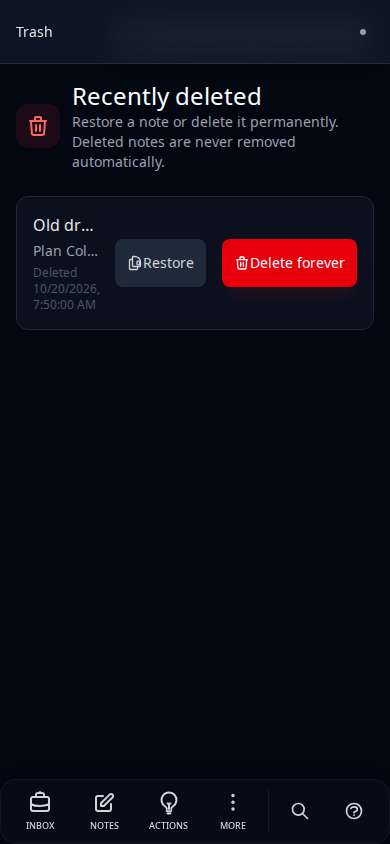 Trash
Recently deleted
Restore a note or delete it permanently.
Deleted notes are never removed
automatically.
Old dr...
Plan Col...
Deleted
10/20/2026,
7:50:00 AM
Restore
Delete forever
INBOX
NOTES
ACTIONS
MORE